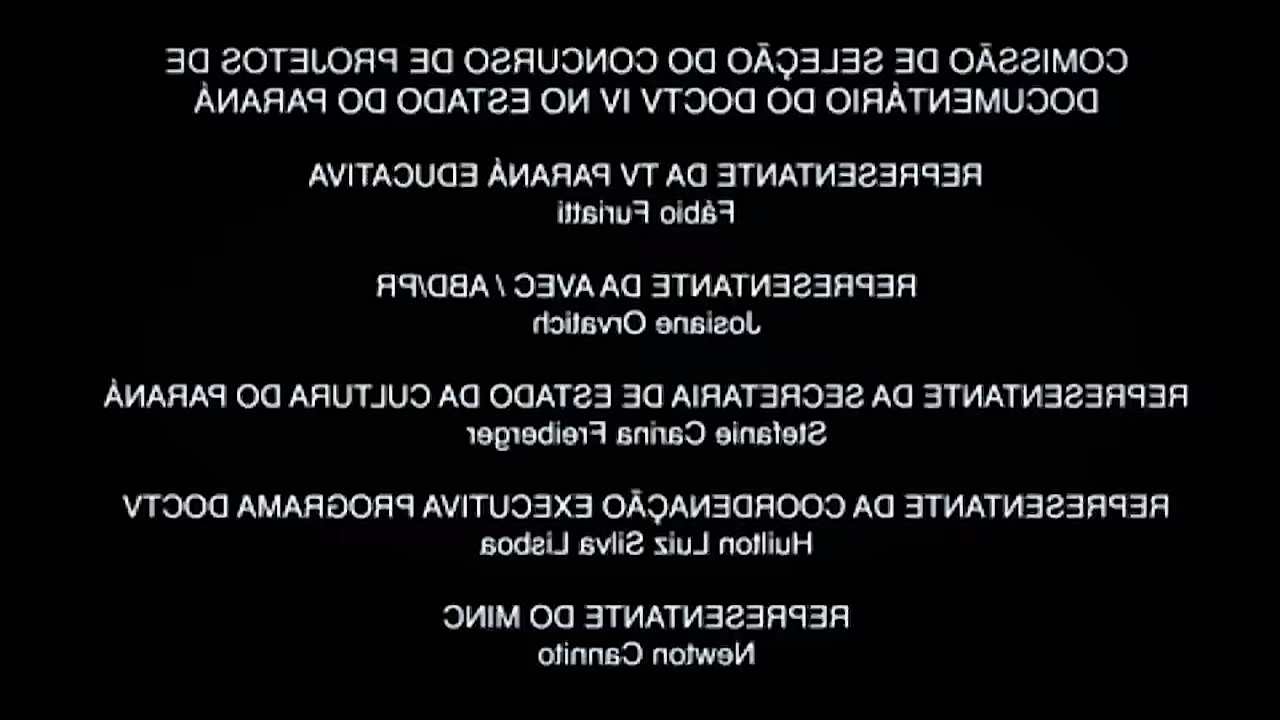 COMISSÃO DE SELEÇÃO DO CONCURSO DE PROJETOS DE
DOCUMENTÁRIO DO DOCTV IV NO ESTADO DO PARANÁ
REPRESENTANTE DA TV PARANÁ EDUCATIVA
Fábio Furiatti
REPRESENTANTE DA AVEC / ABD/PR
Josiane Orvatich
REPRESENTANTE DA SECRETARIA DE ESTADO DA CULTURA DO PARANÁ
Stefanie Carina Freiberger
REPRESENTANTE DA COORDENAÇÃO EXECUTIVA PROGRAMA DOCTV
Huilton Luiz Silva Lisboa
REPRESENTANTE DO MINC
Newton Cannito